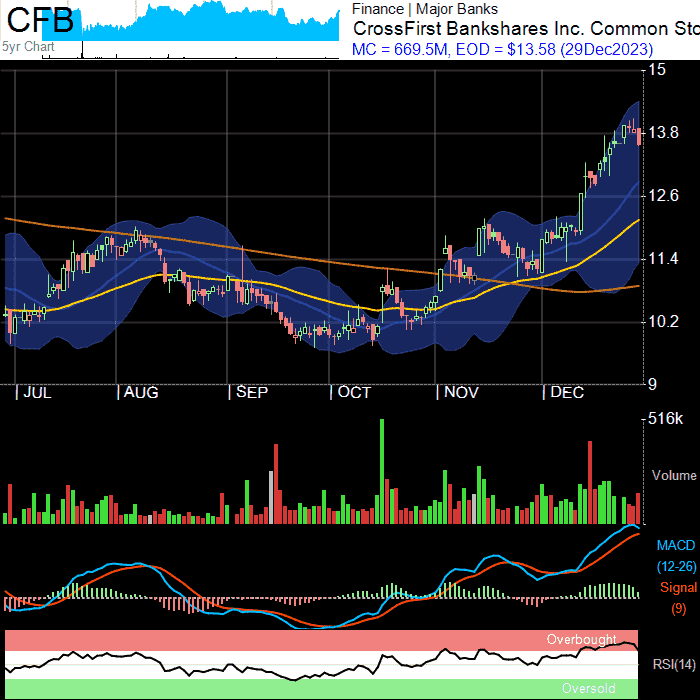 CFB
Finance | Major Banks
CrossFirst Bankshares Inc. Common Sto
5yr Chart
MC = 669.5M, EOD = $13.58 (29Dec2023)
15
13.8
12.6
11.4
10.2
9
JUL AUG SEP OCT NOV DEC
516k
Volume
MACD
(12-26)
Signal
(9)
Overbought
RSI(14)
Oversold